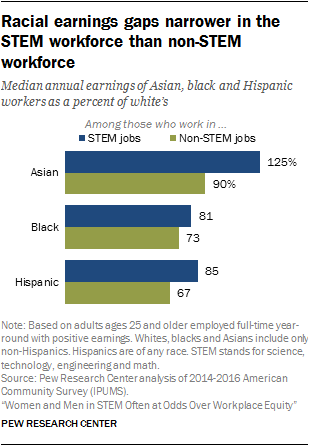 Racial earnings gaps narrower in the
STEM workforce than non-STEM
workforce
Median annual earnings of Asian, black and Hispanic
workers as a percent of white's
Among those who work in ...
STEM jobs Non-STEM jobs
Asian 125%
90%
Black 81
73
Hispanic 85
67
Note: Based on adults ages 25 and older employed full-time year-
round with positive earnings. Whites, blacks and Asians include only
non-Hispanics. Hispanics are of any race. STEM stands for science,
technology, engineering and math.
Source: Pew Research Center analysis of 2014-2016 American
Community Survey (IPUMS).
"Women and Men in STEM Often at Odds Over Workplace Equity"
PEW RESEARCH CENTER